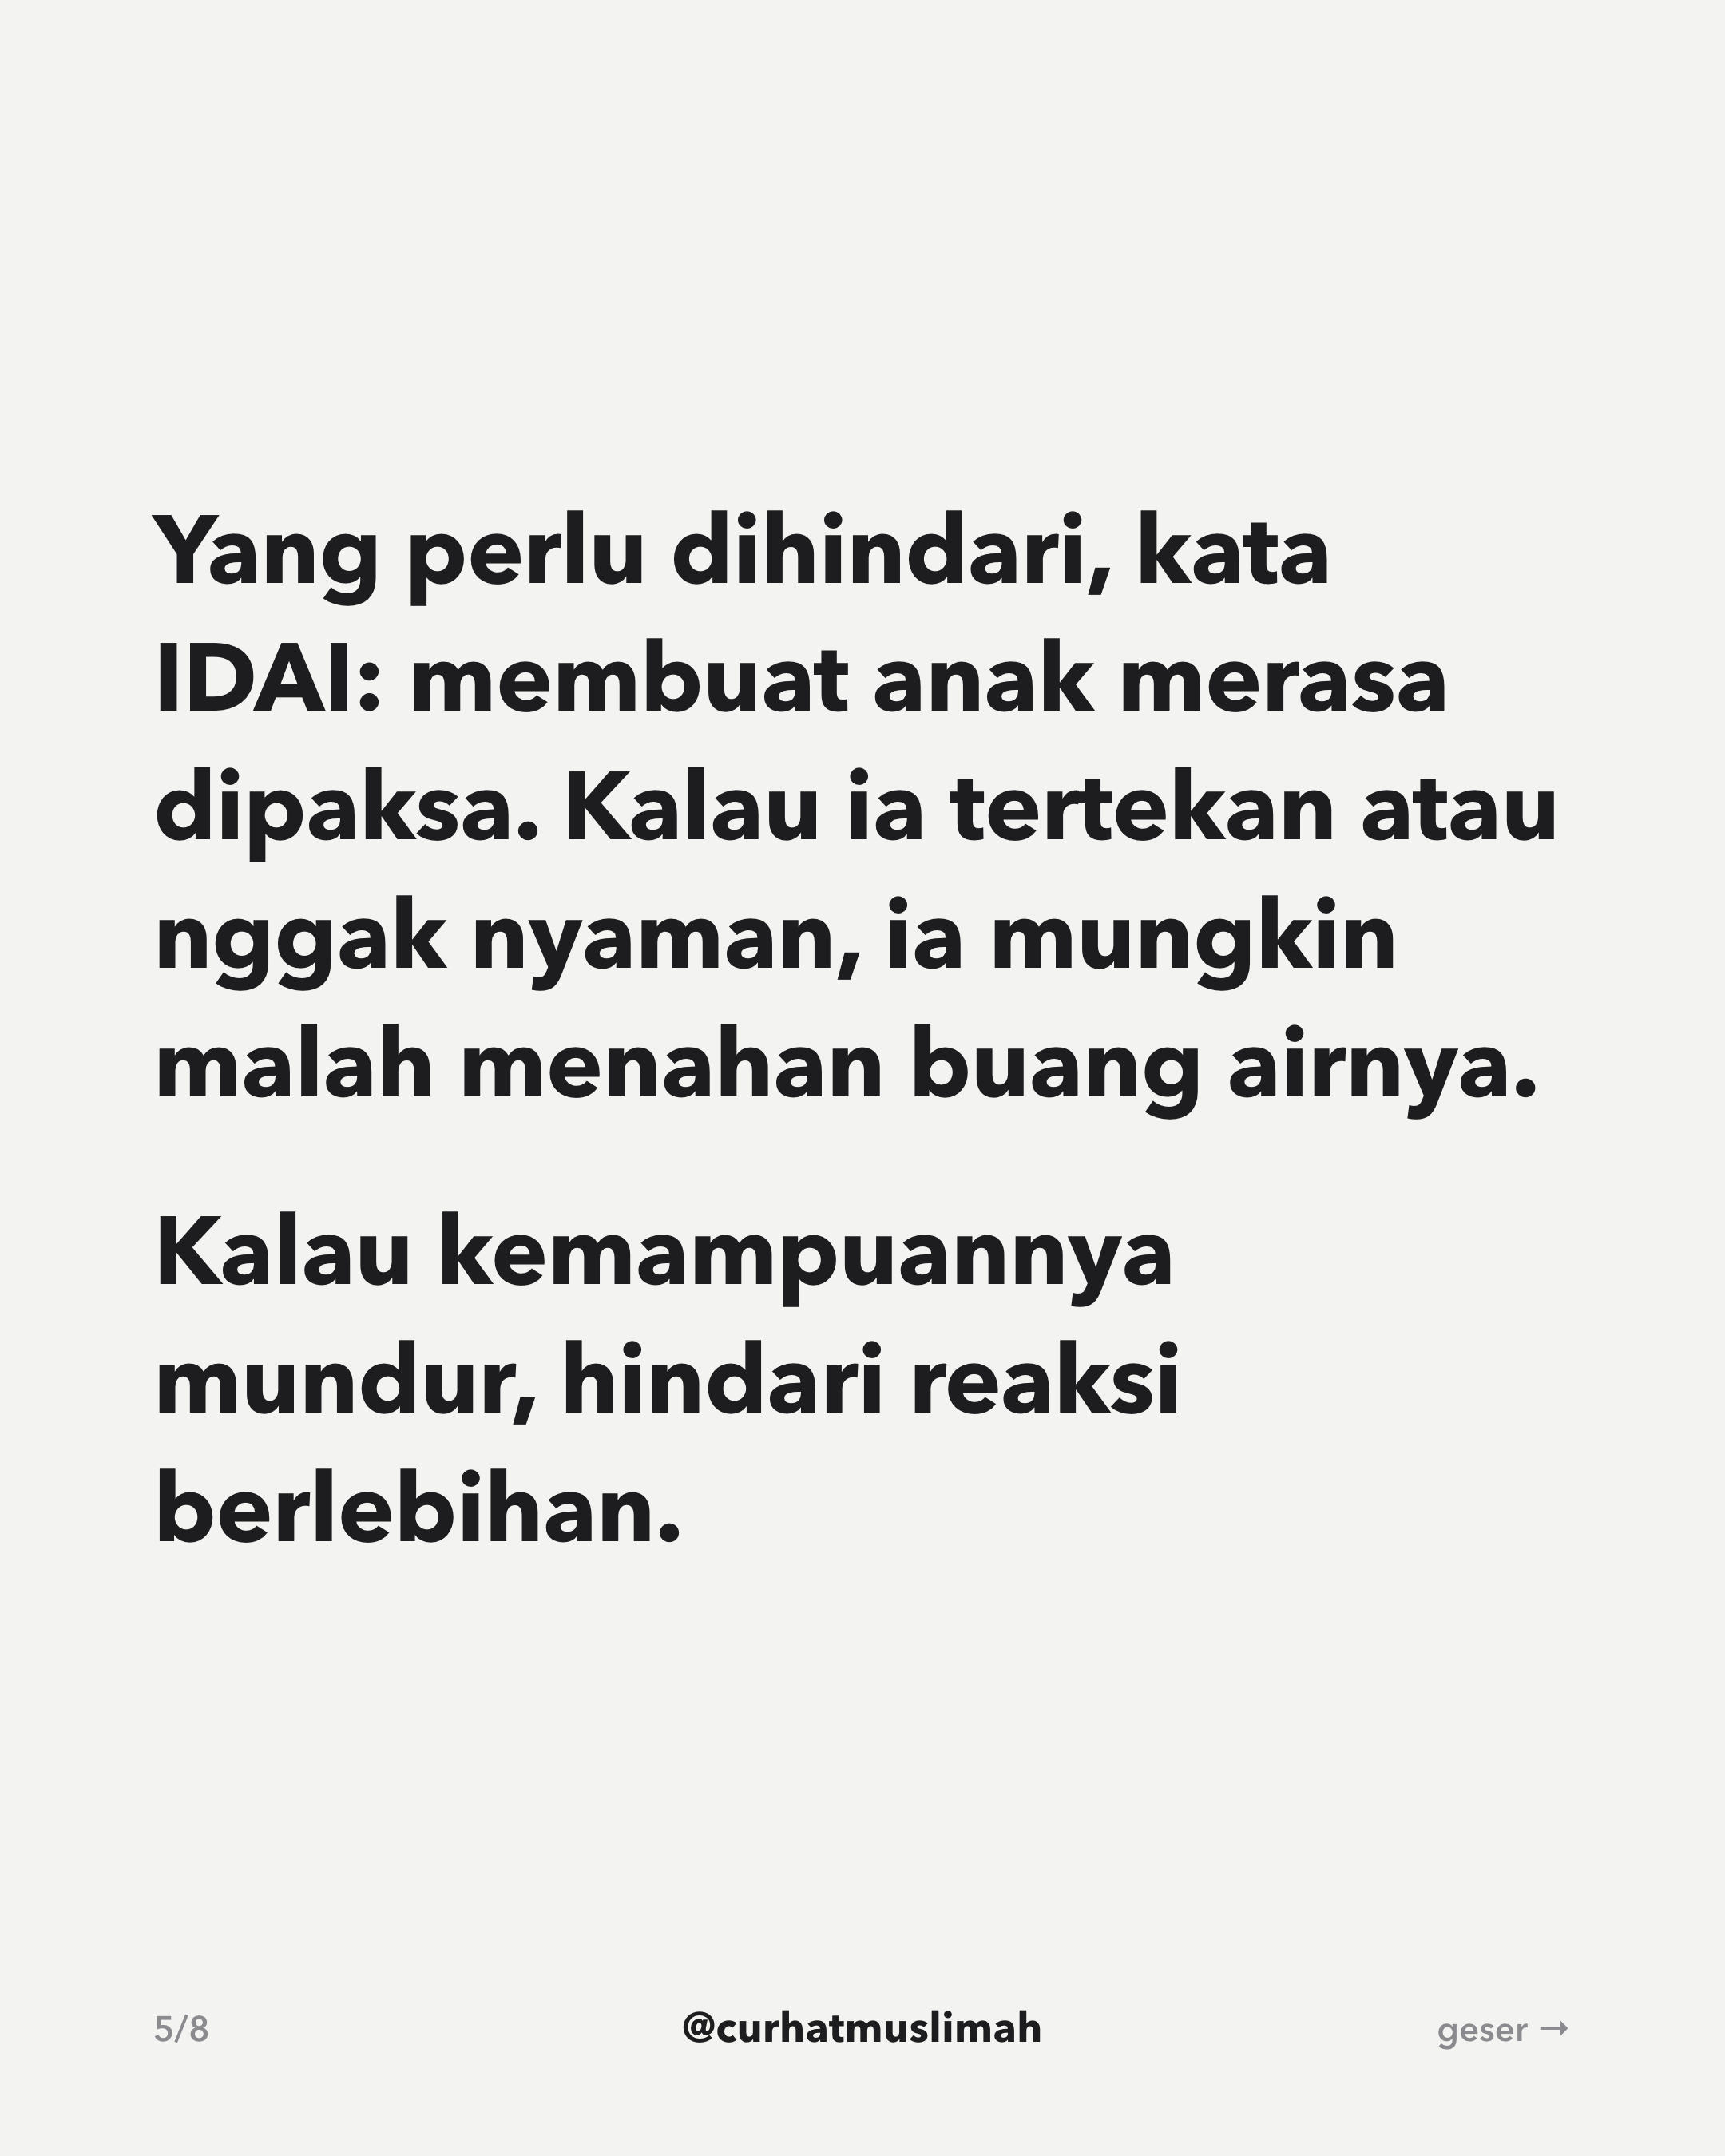 Yang perlu dihindari, kata
IDAI: membuat anak merasa
dipaksa. Kalau ia tertekan atau
nggak nyaman, ia mungkin
malah menahan buang airnya.
Kalau kemampuannya
mundur, hindari reaksi
berlebihan.
5/8
@curhatmuslimah
geser →